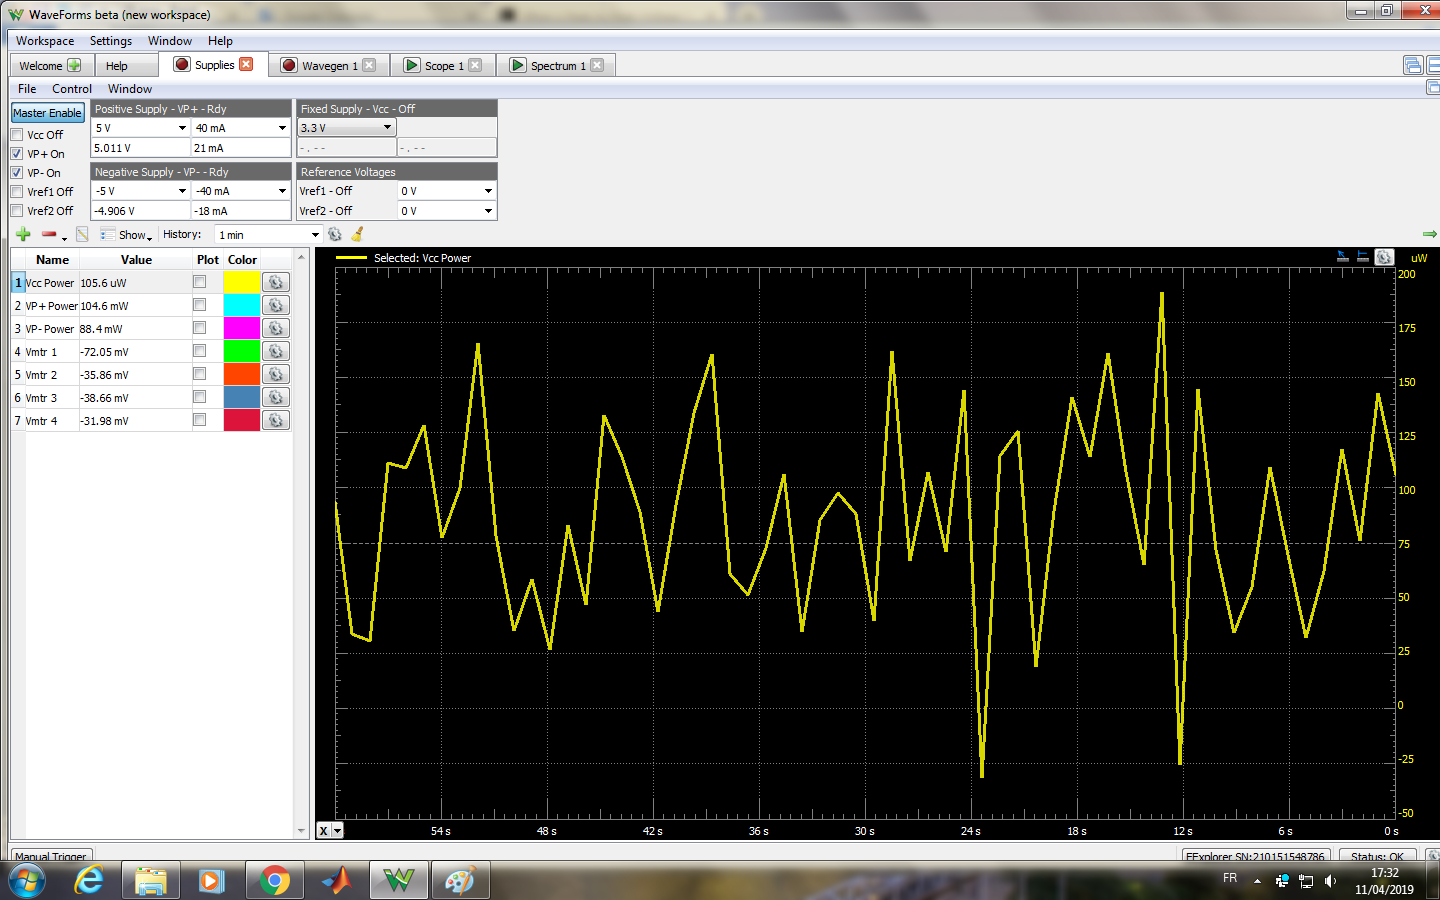 WaveForms beta (new workspace)
Workspace Settings Window Help
Welcome Help Supplies Wavegen 1 Scope 1 Spectrum 1
File Control Window
Master Enable
Positive Supply - VP+ - Rdy
Fixed Supply - Vcc - Off
Vcc Off
5 V 40 mA
3.3 V
VP+ On
5.011 V 21 mA
- . - - - . - -
VP- On
Negative Supply - VP- - Rdy
Reference Voltages
Vref1 Off
-5 V -40 mA
Vref1 - Off 0 V
Vref2 Off
-4.906 V -18 mA
Vref2 - Off 0 V
Show History: 1 min
Name Value Plot Color
1 Vcc Power 105.6 uW
2 VP+ Power 104.6 mW
3 VP- Power 88.4 mW
4 Vmtr 1 -72.05 mV
5 Vmtr 2 -35.86 mV
6 Vmtr 3 -38.66 mV
7 Vmtr 4 -31.98 mV
Selected: Vcc Power
uW
200
175
150
125
100
75
50
25
0
-25
-50
X
54 s 48 s 42 s 36 s 30 s 24 s 18 s 12 s 6 s 0 s
Manual Trigger
EExplorer SN:210151548786
Status: OK
FR
17:32
11/04/2019